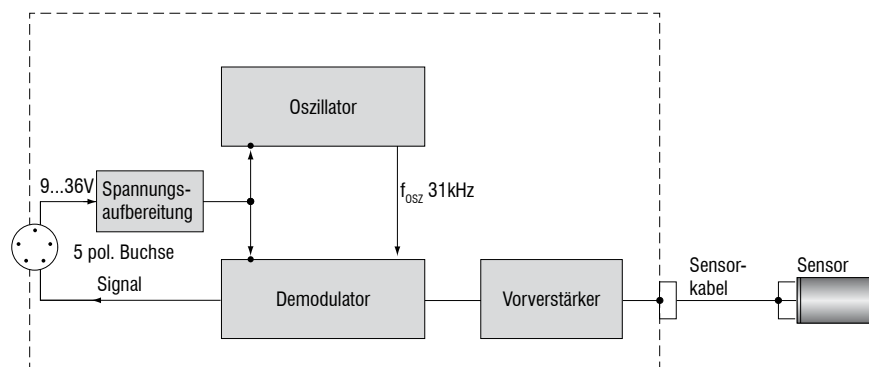 Oszillator
9...36V
Spannungs-
aufbereitung
f_osz 31kHz
5 pol. Buchse
Signal
Demodulator
Vorverstärker
Sensor-
kabel
Sensor